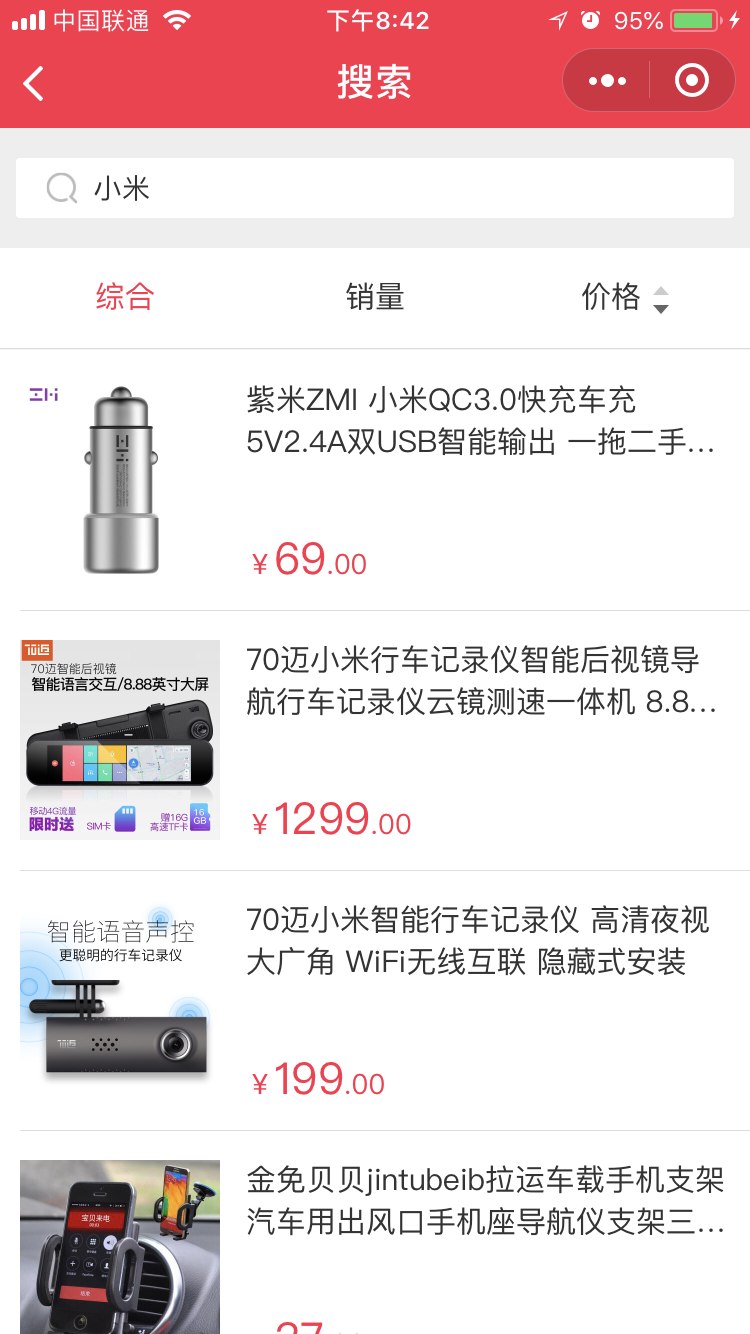 中国联通
下午8:42
95%
搜索
小米
综合
销量
价格
ZMI
紫米ZMI 小米QC3.0快充车充
5V2.4A双USB智能输出 一拖二手...
¥69.00
70迈
70迈智能后视镜
智能语言交互/8.88英寸大屏
移动4G流量
限时送
SIM卡
赠16G
高速TF卡
16
GB
70迈小米行车记录仪智能后视镜导
航行车记录仪云镜测速一体机 8.8...
¥1299.00
智能语音声控
更聪明的行车记录仪
70迈
70迈小米智能行车记录仪 高清夜视
大广角 WiFi无线互联 隐藏式安装
¥199.00
宝贝来电
结束
金免贝贝jintubeib拉运车载手机支架
汽车用出风口手机座导航仪支架三...